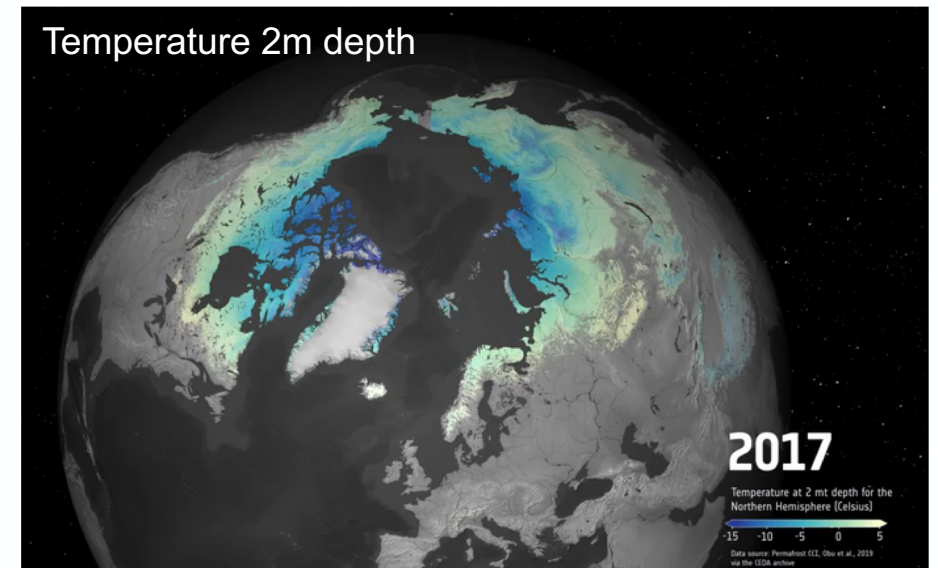 Temperature 2m depth
2017
Temperature at 2 mt depth for the
Northern Hemisphere (Celsius)
-15 -10 -5 0 5
Data source: Permafrost CCI, Obu et al., 2019
via the CEDA archive